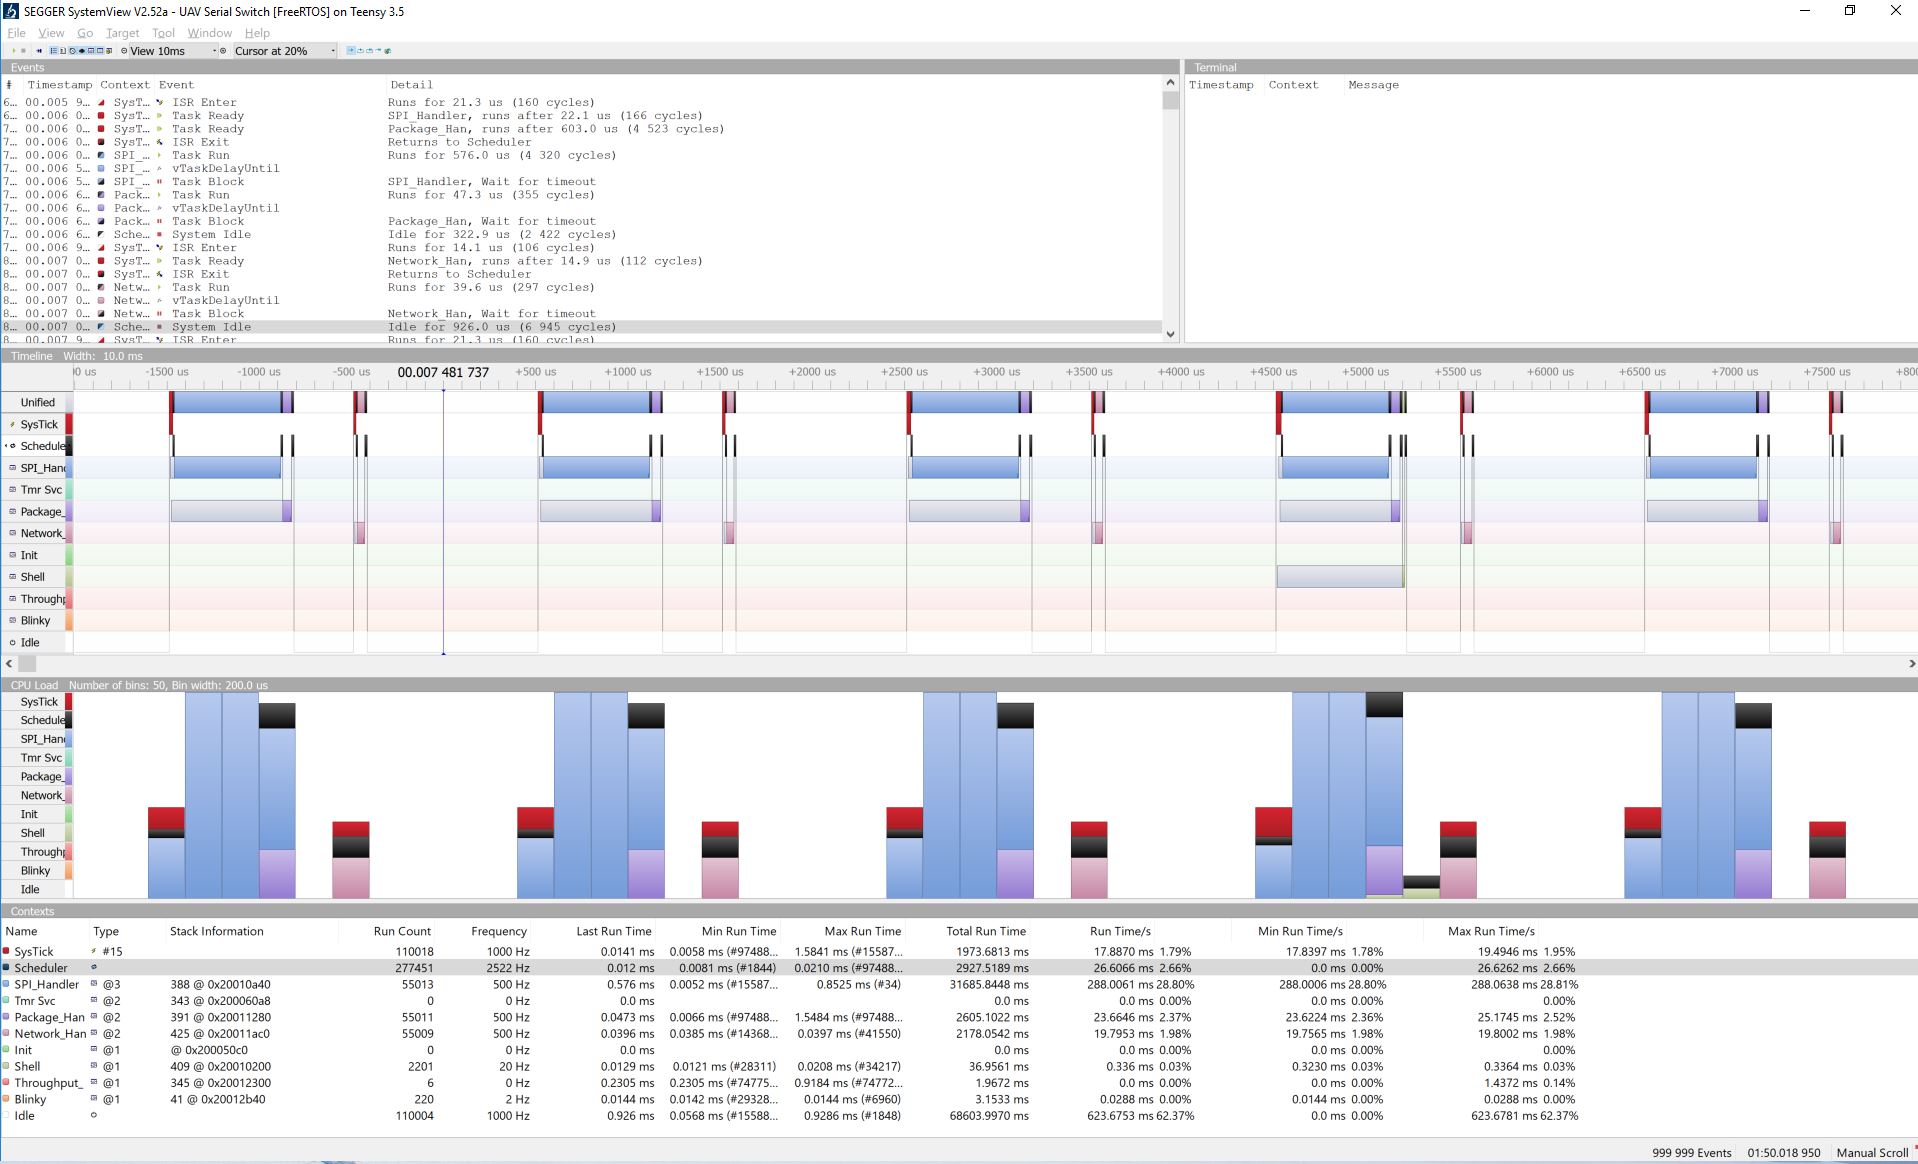 SEGGER SystemView V2.52a - UAV Serial Switch [FreeRTOS] on Teensy 3.5
File View Go Target Tool Window Help
View 10ms Cursor at 20%
Events
# Timestamp Context Event Detail
6... 00.005 9... SysT... ISR Enter Runs for 21.3 us (160 cycles)
6... 00.006 0... SysT... Task Ready SPI_Handler, runs after 22.1 us (166 cycles)
7... 00.006 0... SysT... Task Ready Package_Han, runs after 603.0 us (4 523 cycles)
7... 00.006 0... SysT... ISR Exit Returns to Scheduler
7... 00.006 0... SPI_... Task Run Runs for 576.0 us (4 320 cycles)
7... 00.006 5... SPI_... vTaskDelayUntil
7... 00.006 5... SPI_... Task Block SPI_Handler, Wait for timeout
7... 00.006 6... Pack... Task Run Runs for 47.3 us (355 cycles)
7... 00.006 6... Pack... vTaskDelayUntil
7... 00.006 6... Pack... Task Block Package_Han, Wait for timeout
7... 00.006 6... Sche... System Idle Idle for 322.9 us (2 422 cycles)
7... 00.006 9... SysT... ISR Enter Runs for 14.1 us (106 cycles)
8... 00.007 0... SysT... Task Ready Network_Han, runs after 14.9 us (112 cycles)
8... 00.007 0... SysT... ISR Exit Returns to Scheduler
8... 00.007 0... Netw... Task Run Runs for 39.6 us (297 cycles)
8... 00.007 0... Netw... vTaskDelayUntil
8... 00.007 0... Netw... Task Block Network_Han, Wait for timeout
8... 00.007 0... Sche... System Idle Idle for 926.0 us (6 945 cycles)
8... 00.007 9... SysT... ISR Enter Runs for 21.3 us (160 cycles)
Terminal
Timestamp Context Message
Timeline Width: 10.0 ms
00 us -1500 us -1000 us -500 us 00.007 481 737 +500 us +1000 us +1500 us +2000 us +2500 us +3000 us +3500 us +4000 us +4500 us +5000 us +5500 us +6000 us +6500 us +7000 us +7500 us +800
Unified
SysTick
Schedule
SPI_Hand
Tmr Svc
Package_
Network_
Init
Shell
Throughp
Blinky
Idle
CPU Load Number of bins: 50, Bin width: 200.0 us
SysTick
Schedule
SPI_Hand
Tmr Svc
Package_
Network_
Init
Shell
Throughp
Blinky
Idle
Contexts
Name Type Stack Information Run Count Frequency Last Run Time Min Run Time Max Run Time Total Run Time Run Time/s Min Run Time/s Max Run Time/s
SysTick #15 110018 1000 Hz 0.0141 ms 0.0058 ms (#97488... 1.5841 ms (#15587... 1973.6813 ms 17.8870 ms 1.79% 17.8397 ms 1.78% 19.4946 ms 1.95%
Scheduler 277451 2522 Hz 0.012 ms 0.0081 ms (#1844) 0.0210 ms (#97488... 2927.5189 ms 26.6066 ms 2.66% 0.0 ms 0.00% 26.6262 ms 2.66%
SPI_Handler @3 388 @ 0x20010a40 55013 500 Hz 0.576 ms 0.0052 ms (#15587... 0.8525 ms (#34) 31685.8448 ms 288.0061 ms 28.80% 288.0006 ms 28.80% 288.0638 ms 28.81%
Tmr Svc @2 343 @ 0x200060a8 0 0 Hz 0.0 ms 0.0 ms 0.0 ms 0.00% 0.0 ms 0.00% 0.00%
Package_Han @2 391 @ 0x20011280 55011 500 Hz 0.0473 ms 0.0066 ms (#97488... 1.5484 ms (#97488... 2605.1022 ms 23.6646 ms 2.37% 23.6224 ms 2.36% 25.1745 ms 2.52%
Network_Han @2 425 @ 0x20011ac0 55009 500 Hz 0.0396 ms 0.0385 ms (#14368... 0.0397 ms (#41550) 2178.0542 ms 19.7953 ms 1.98% 19.7565 ms 1.98% 19.8002 ms 1.98%
Init @1 @ 0x200050c0 0 0 Hz 0.0 ms 0.0 ms 0.0 ms 0.00% 0.0 ms 0.00% 0.00%
Shell @1 409 @ 0x20010200 2201 20 Hz 0.0129 ms 0.0121 ms (#28311) 0.0208 ms (#34217) 36.9561 ms 0.336 ms 0.03% 0.3230 ms 0.03% 0.3364 ms 0.03%
Throughput_ @1 345 @ 0x20012300 6 0 Hz 0.2305 ms 0.2305 ms (#74775... 0.9184 ms (#74772... 1.9672 ms 0.0 ms 0.00% 0.0 ms 0.00% 1.4372 ms 0.14%
Blinky @1 41 @ 0x20012b40 220 2 Hz 0.0144 ms 0.0142 ms (#29328... 0.0144 ms (#6960) 3.1533 ms 0.0288 ms 0.00% 0.0144 ms 0.00% 0.0288 ms 0.00%
Idle 110004 1000 Hz 0.926 ms 0.0568 ms (#15588... 0.9286 ms (#1848) 68603.9970 ms 623.6753 ms 62.37% 0.0 ms 0.00% 623.6781 ms 62.37%
999 999 Events 01:50.018 950 Manual Scroll